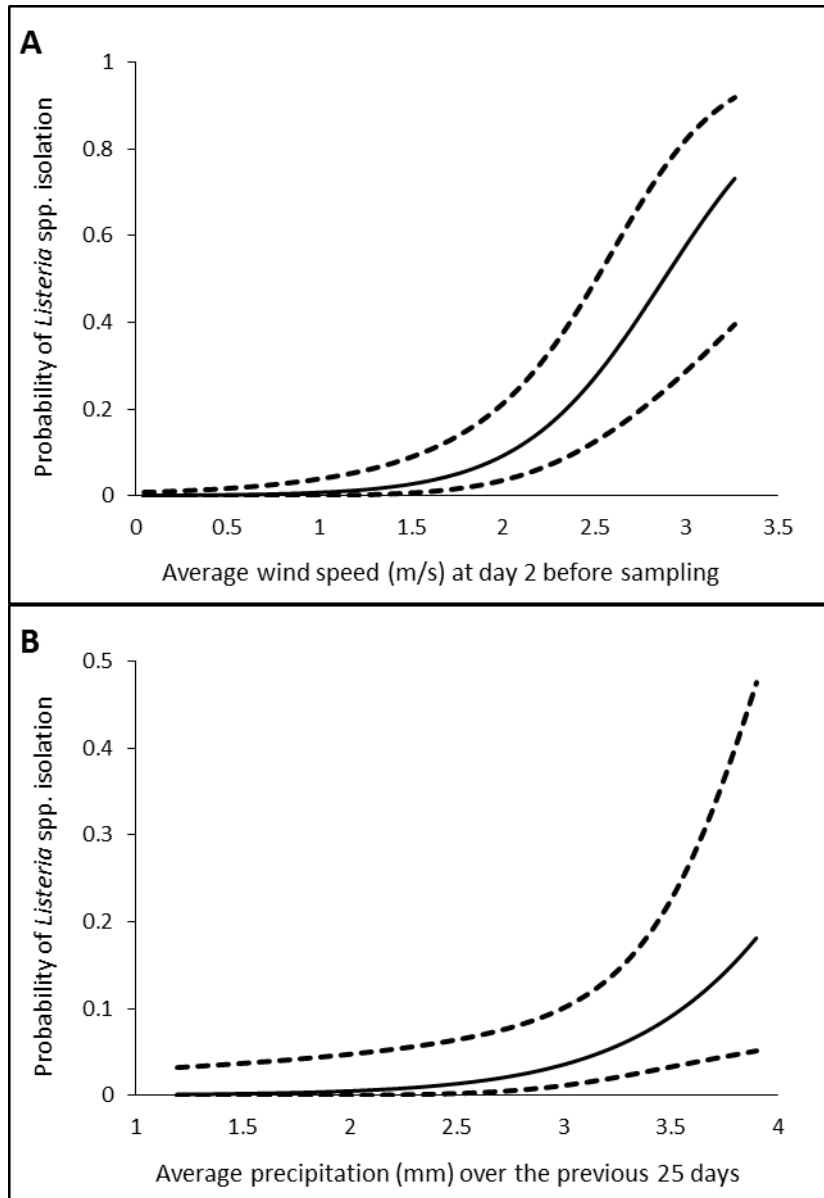 A
Probability of Listeria spp. isolation
1
0.8
0.6
0.4
0.2
0
0 0.5 1 1.5 2 2.5 3 3.5
Average wind speed (m/s) at day 2 before sampling
B
Probability of Listeria spp. isolation
0.5
0.4
0.3
0.2
0.1
0
1 1.5 2 2.5 3 3.5 4
Average precipitation (mm) over the previous 25 days